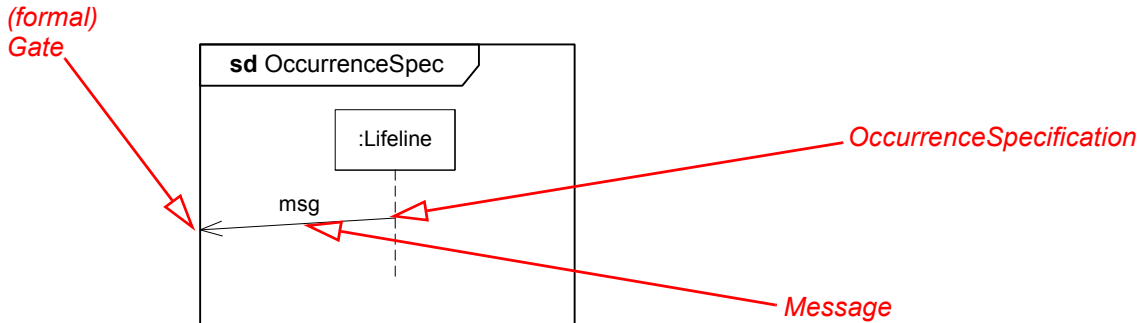 (formal)
Gate
sd OccurrenceSpec
:Lifeline
OccurrenceSpecification
msg
Message